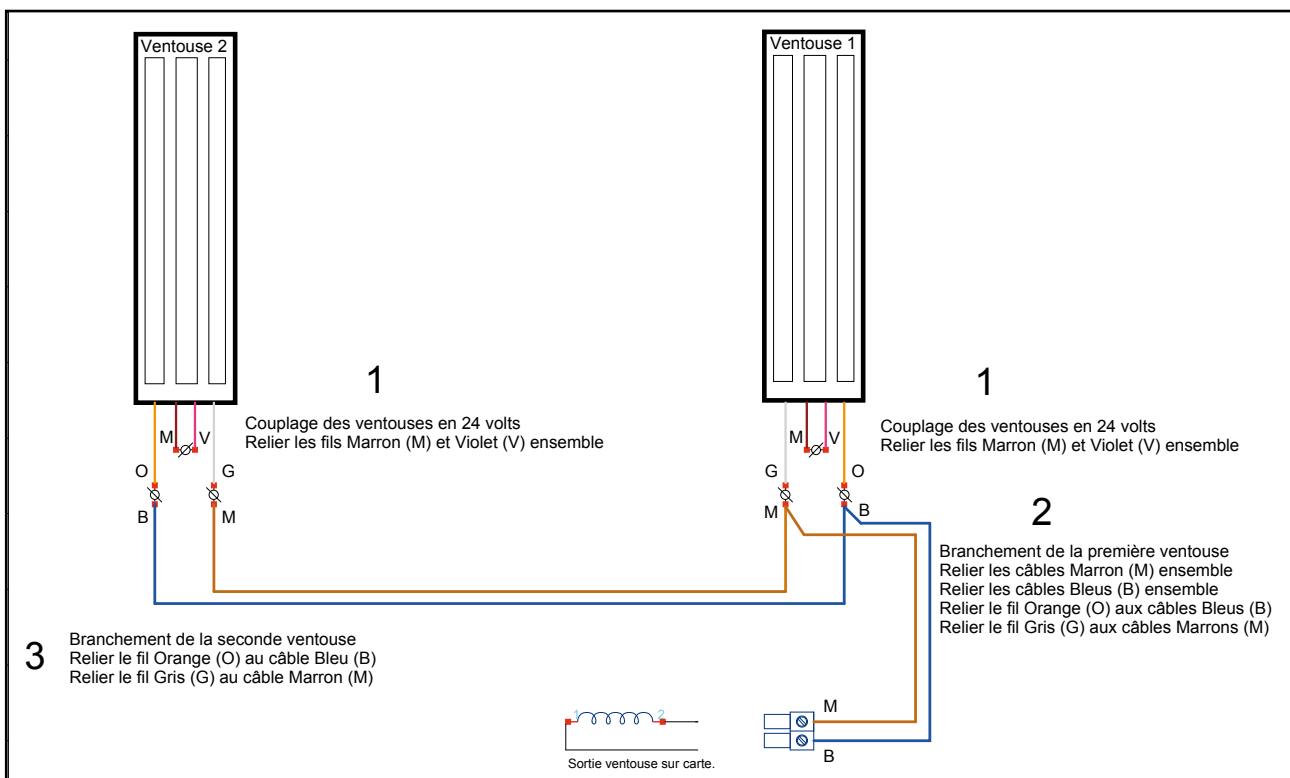 Ventouse 2
Ventouse 1
1
Couplage des ventouses en 24 volts
Relier les fils Marron (M) et Violet (V) ensemble
1
Couplage des ventouses en 24 volts
Relier les fils Marron (M) et Violet (V) ensemble
M V
O G
B M
M V
G O
M B
2
Branchement de la première ventouse
Relier les câbles Marron (M) ensemble
Relier les câbles Bleus (B) ensemble
Relier le fil Orange (O) aux câbles Bleus (B)
Relier le fil Gris (G) aux câbles Marrons (M)
3
Branchement de la seconde ventouse
Relier le fil Orange (O) au câble Bleu (B)
Relier le fil Gris (G) au câble Marron (M)
1 2
Sortie ventouse sur carte.
M
B